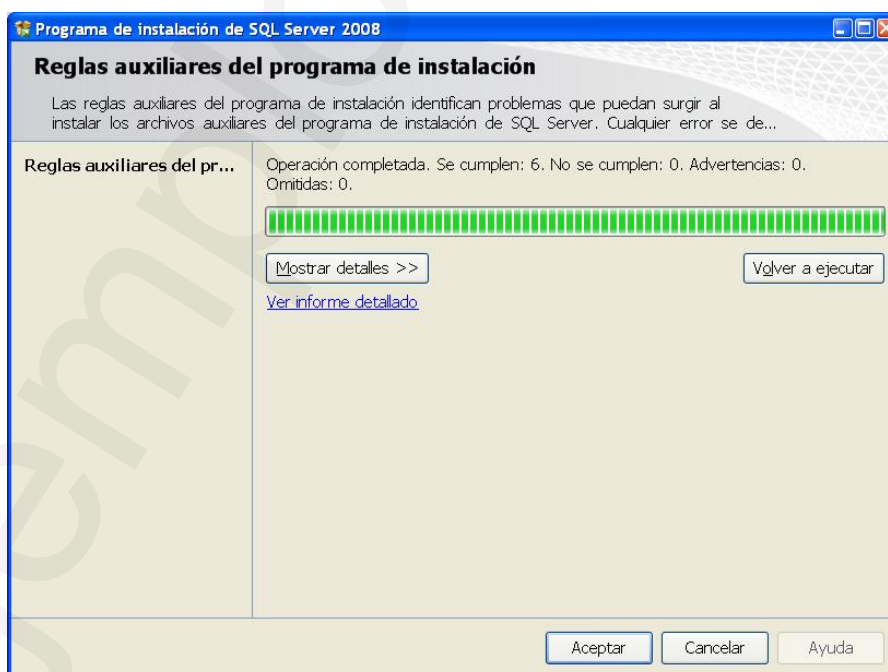 Programa de instalación de SQL Server 2008
Reglas auxiliares del programa de instalación
Las reglas auxiliares del programa de instalación identifican problemas que puedan surgir al
instalar los archivos auxiliares del programa de instalación de SQL Server. Cualquier error se de...
Reglas auxiliares del pr...
Operación completada. Se cumplen: 6. No se cumplen: 0. Advertencias: 0.
Omitidas: 0.
Mostrar detalles >>
Volver a ejecutar
Ver informe detallado
Aceptar
Cancelar
Ayuda